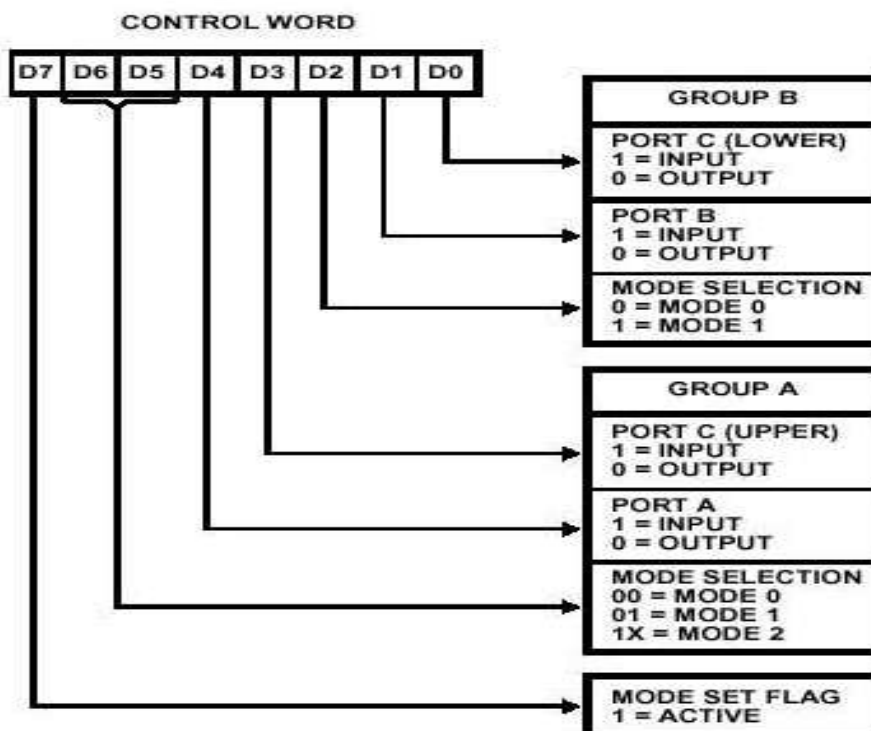 CONTROL WORD
D7 D6 D5 D4 D3 D2 D1 D0
GROUP B
PORT C (LOWER)
1 = INPUT
0 = OUTPUT
PORT B
1 = INPUT
0 = OUTPUT
MODE SELECTION
0 = MODE 0
1 = MODE 1
GROUP A
PORT C (UPPER)
1 = INPUT
0 = OUTPUT
PORT A
1 = INPUT
0 = OUTPUT
MODE SELECTION
00 = MODE 0
01 = MODE 1
1X = MODE 2
MODE SET FLAG
1 = ACTIVE